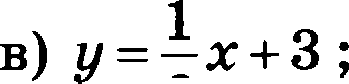 в) y = 1/ x + 3 ;